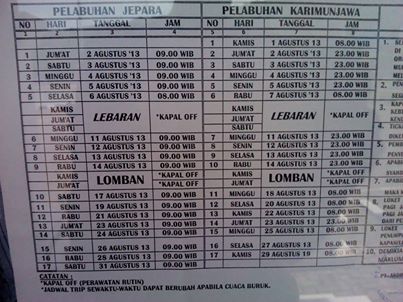 PELABUHAN JEPARA PELABUHAN KARIMUNJAWA
NO HARI TANGGAL JAM NO HARI TANGGAL JAM
1 2 3 4 5 6 7 8
1 KAMIS 1 AGUSTUS 13 08.00 WIB
1 JUM'AT 2 AGUSTUS '13 09.00 WIB 2 JUMAT 2 AGUSTUS 13 23.00 WIB
2 SABTU 3 AGUSTUS '13 09.00 WIB 3 SABTU 3 AGUSTUS 13 23.00 WIB
3 MINGGU 4 AGUSTUS '13 09.00 WIB 4 MINGGU 4 AGUSTUS 13 23.00 WIB
4 SENIN 5 AGUSTUS '13 09.00 WIB 5 SENIN 5 AGUSTUS 13 23.00 WIB
5 SELASA 6 AGUSTUS '13 08.00 WIB 6 RABU 7 AGUSTUS '13 08.00 WIB
KAMIS KAMIS
JUM'AT LEBARAN *KAPAL OFF JUM'AT LEBARAN *KAPAL OFF
SABTU SABTU
6 MINGGU 11 AGUSTUS 13 09.00 WIB 7 MINGGU 11 AGUSTUS 13 23.00 WIB
7 SENIN 12 AGUSTUS 13 09.00 WIB 8 SENIN 12 AGUSTUS 13 23.00 WIB
8 SELASA 13 AGUSTUS 13 09.00 WIB 9 SELASA 13 AGUSTUS 13 23.00 WIB
9 RABU 14 AGUSTUS 13 09.00 WIB 10 RABU 14 AGUSTUS 13 23.00 WIB
KAMIS LOMBAN *KAPAL OFF KAMIS LOMBAN *KAPAL OFF
JUM'AT *KAPAL OFF JUM'AT *KAPAL OFF
10 SABTU 17 AGUSTUS 13 09.00 WIB 11 MINGGU 18 AGUSTUS 13 08.00 WIB
11 SENIN 19 AGUSTUS 13 09.00 WIB 12 SELASA 20 AGUSTUS 13 08.00 WIB
12 RABU 21 AGUSTUS 13 09.00 WIB 13 KAMIS 22 AGUSTUS 13 08.00 WIB
13 JUMAT 23 AGUSTUS 13 09.00 WIB 14 JUMAT 23 AGUSTUS 13 23.00 WIB
14 SABTU 24 AGUSTUS 13 09.00 WIB 15 MINGGU 25 AGUSTUS 13 08.00 WIB
15 SENIN 26 AGUSTUS 13 09.00 WIB 16 SELASA 27 AGUSTUS 13 08.00 WIB
16 RABU 28 AGUSTUS 13 09.00 WIB 17 KAMIS 29 AGUSTUS 13 08.00 WIB
17 SABTU 31 AGUSTUS 13 09.00 WIB
CATATAN :
*KAPAL OFF (PERAWATAN RUTIN)
*JADWAL TRIP SEWAKTU-WAKTU DAPAT BERUBAH APABILA CUACA BURUK.